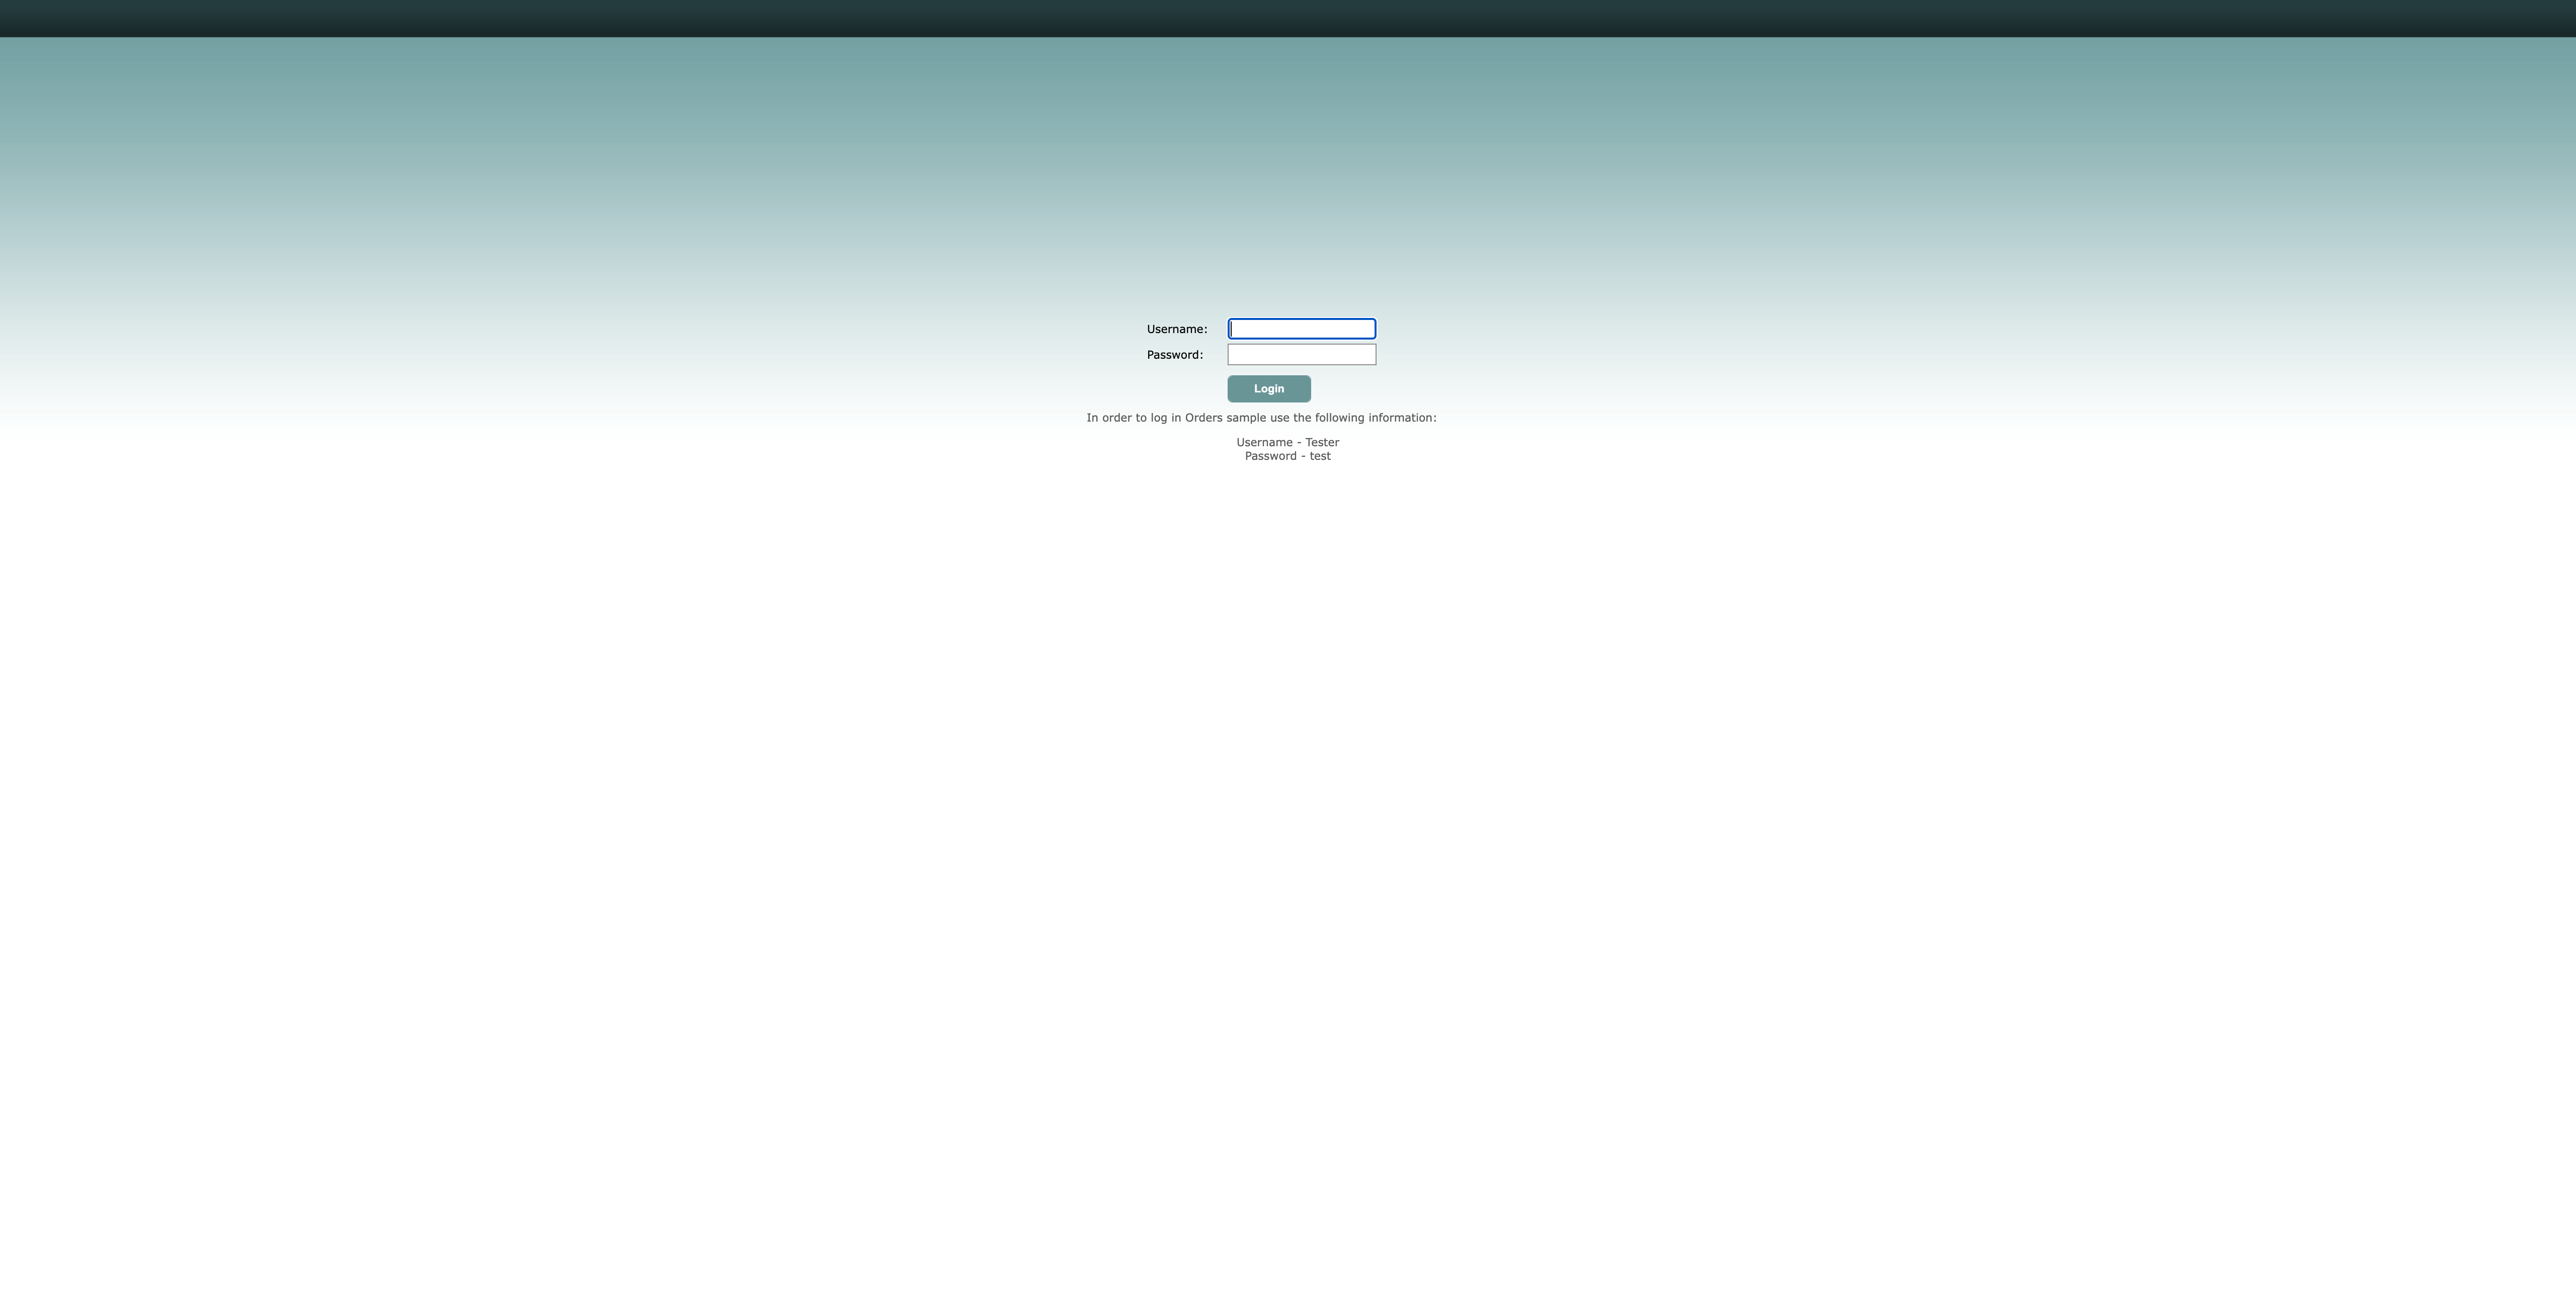 Username:
Password:
Login
In order to log in Orders sample use the following information:
Username - Tester
Password - test